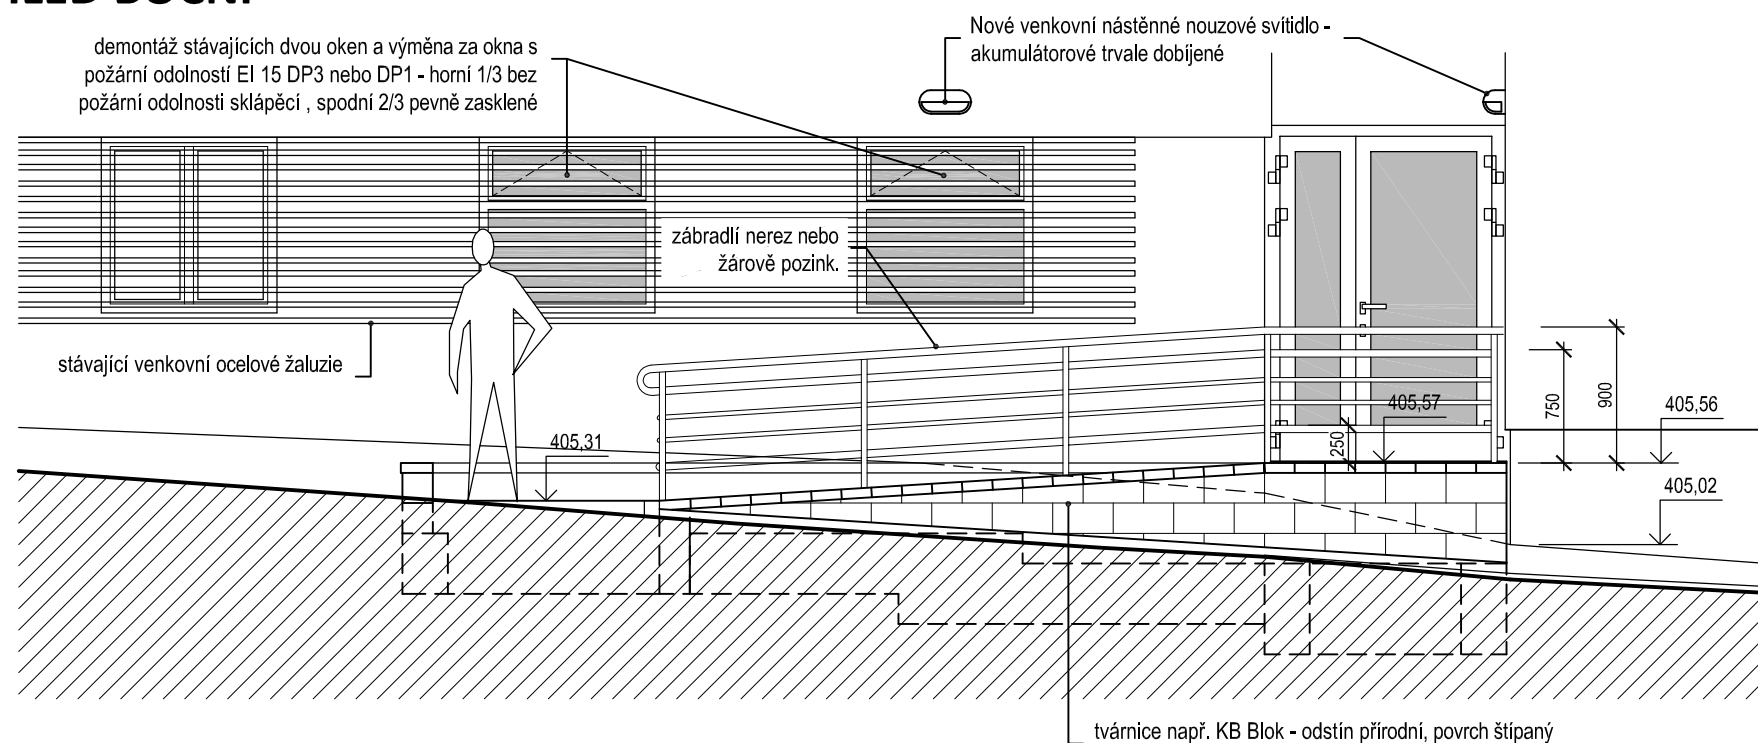 demontáž stávajících dvou oken a výměna za okna s
požární odolností EI 15 DP3 nebo DP1 - horní 1/3 bez
požární odolnosti sklápěcí , spodní 2/3 pevně zasklené
Nové venkovní nástěnné nouzové svítidlo -
akumulátorové trvale dobíjené
zábradlí nerez nebo
žárově pozink.
stávající venkovní ocelové žaluzie
405,31
405,57
250
750
900
405,56
405,02
tvárnice např. KB Blok - odstín přírodní, povrch štípaný